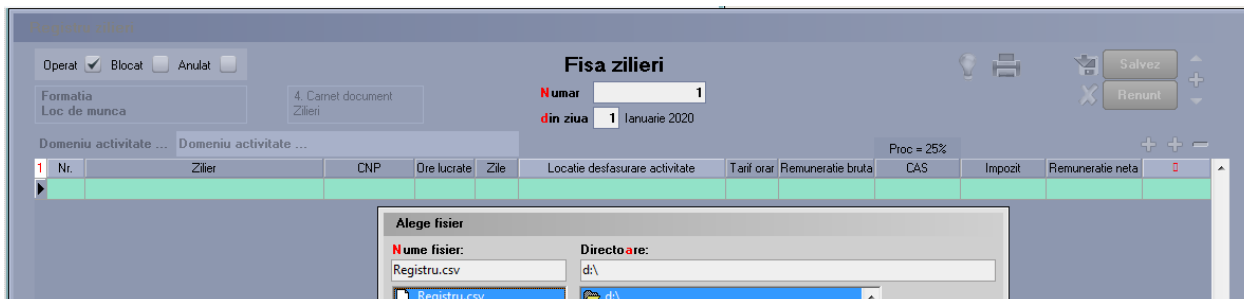 Operat Blocat Anulat
Fisa zilieri
Salvez
Formatia
Loc de munca
4. Carnet document
Zilieri
Numar 1
Renunt
din ziua 1 Ianuarie 2020
Domeniu activitate ... Domeniu activitate ...
Proc = 25%
1 Nr. Zilier CNP Ore lucrate Zile Locatie desfasurare activitate Tarif orar Remuneratie bruta CAS Impozit Remuneratie neta
Alege fisier
Nume fisier: Directoare:
Registru.csv d:\
Registru.csv d:\